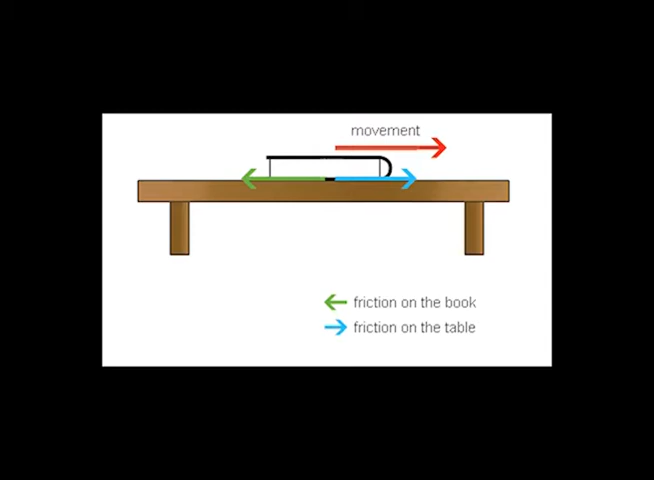 movement
friction on the book
friction on the table